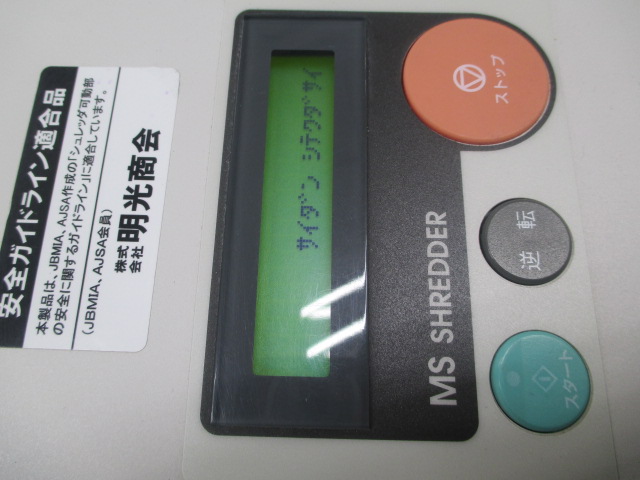 安全ガイドライン適合品
本製品は、JBMIA、AJSA作成の「シュレッダ可動部
の安全に関するガイドライン」に適合しています。
(JBMIA、AJSA会員)
株式
会社 明光商会
サイダン シテクダサイ
MS SHREDDER
ストップ
逆転
スタート